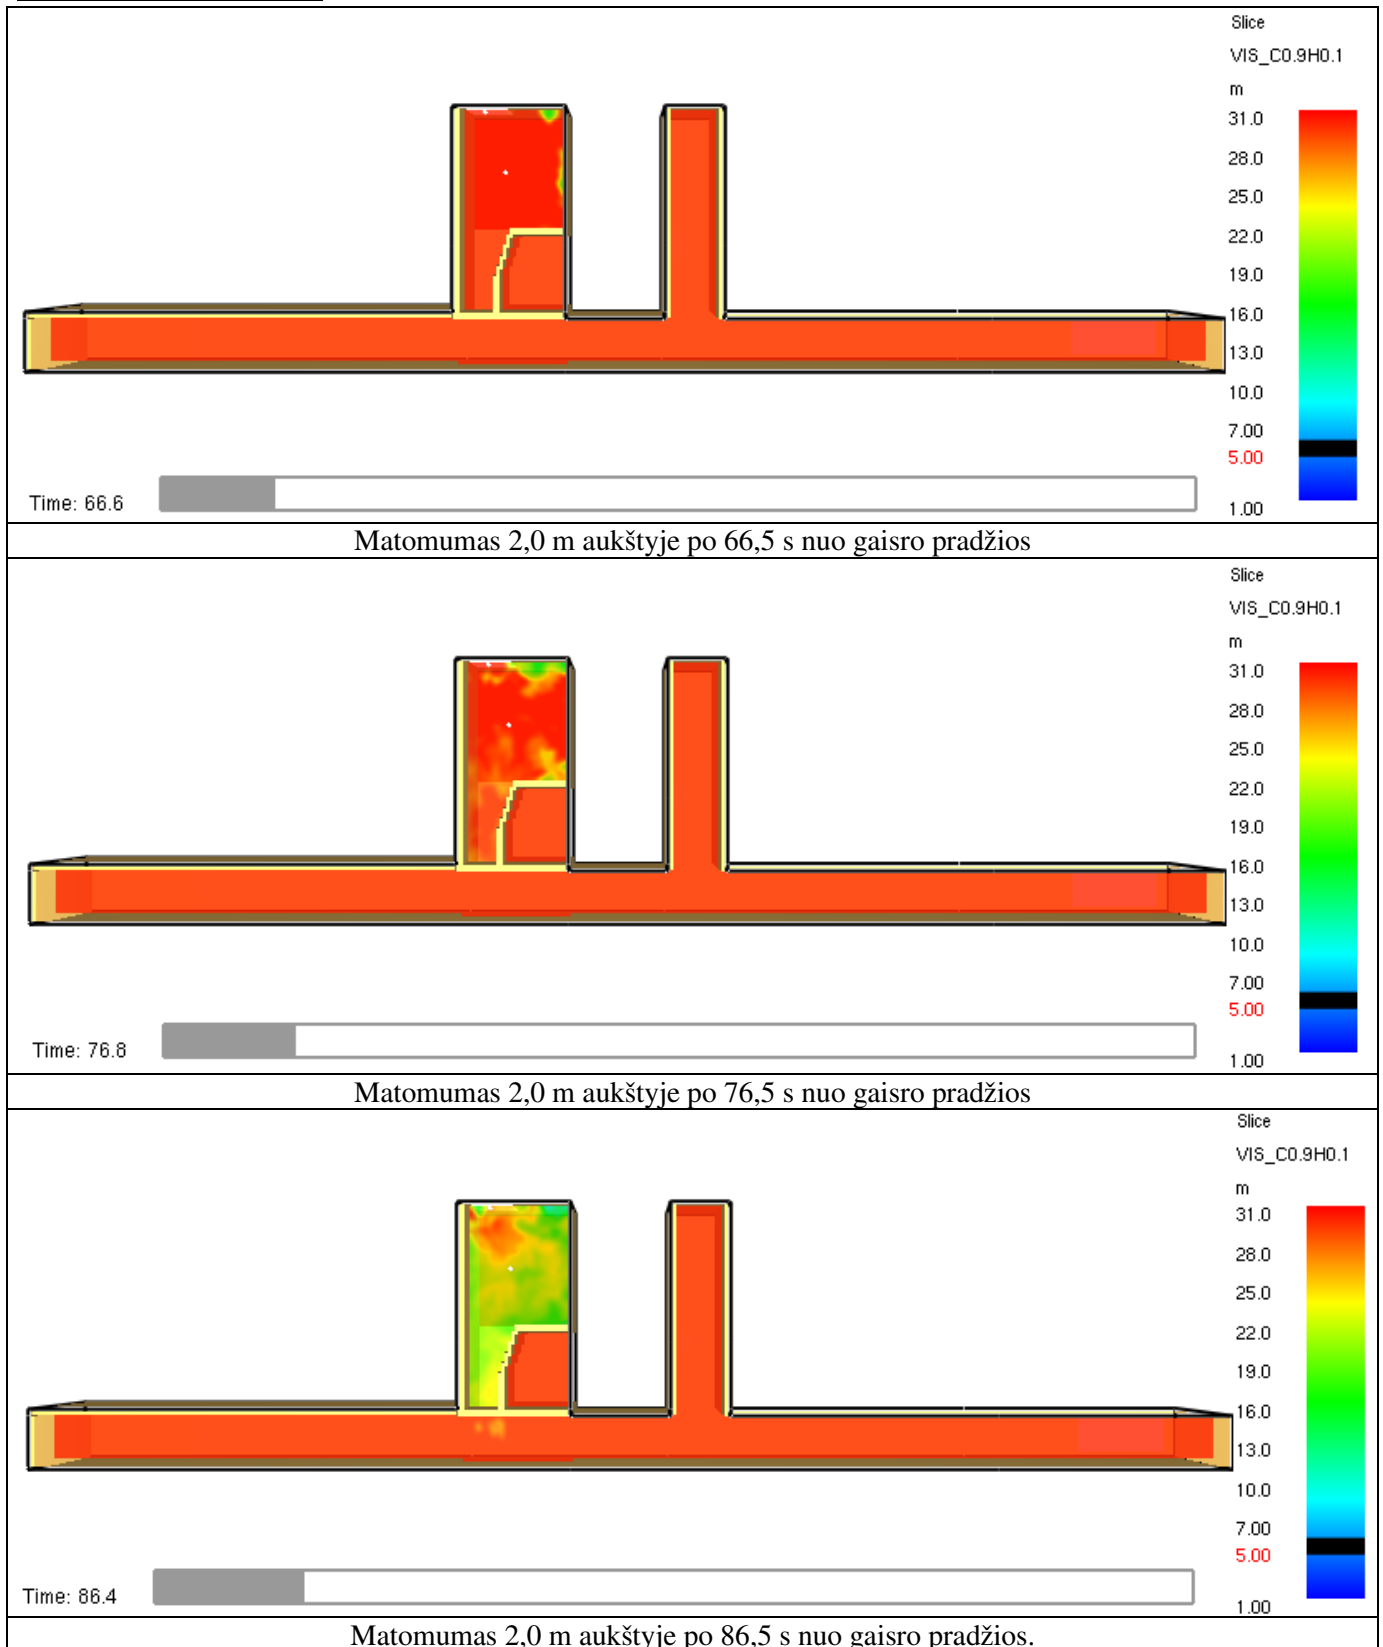 Slice
VIS_C0.9H0.1
m
31.0
28.0
25.0
22.0
19.0
16.0
13.0
10.0
7.00
5.00
1.00
Time: 66.6
Matomumas 2,0 m aukštyje po 66,5 s nuo gaisro pradžios
Slice
VIS_C0.9H0.1
m
31.0
28.0
25.0
22.0
19.0
16.0
13.0
10.0
7.00
5.00
1.00
Time: 76.8
Matomumas 2,0 m aukštyje po 76,5 s nuo gaisro pradžios
Slice
VIS_C0.9H0.1
m
31.0
28.0
25.0
22.0
19.0
16.0
13.0
10.0
7.00
5.00
1.00
Time: 86.4
Matomumas 2,0 m aukštyje po 86,5 s nuo gaisro pradžios.